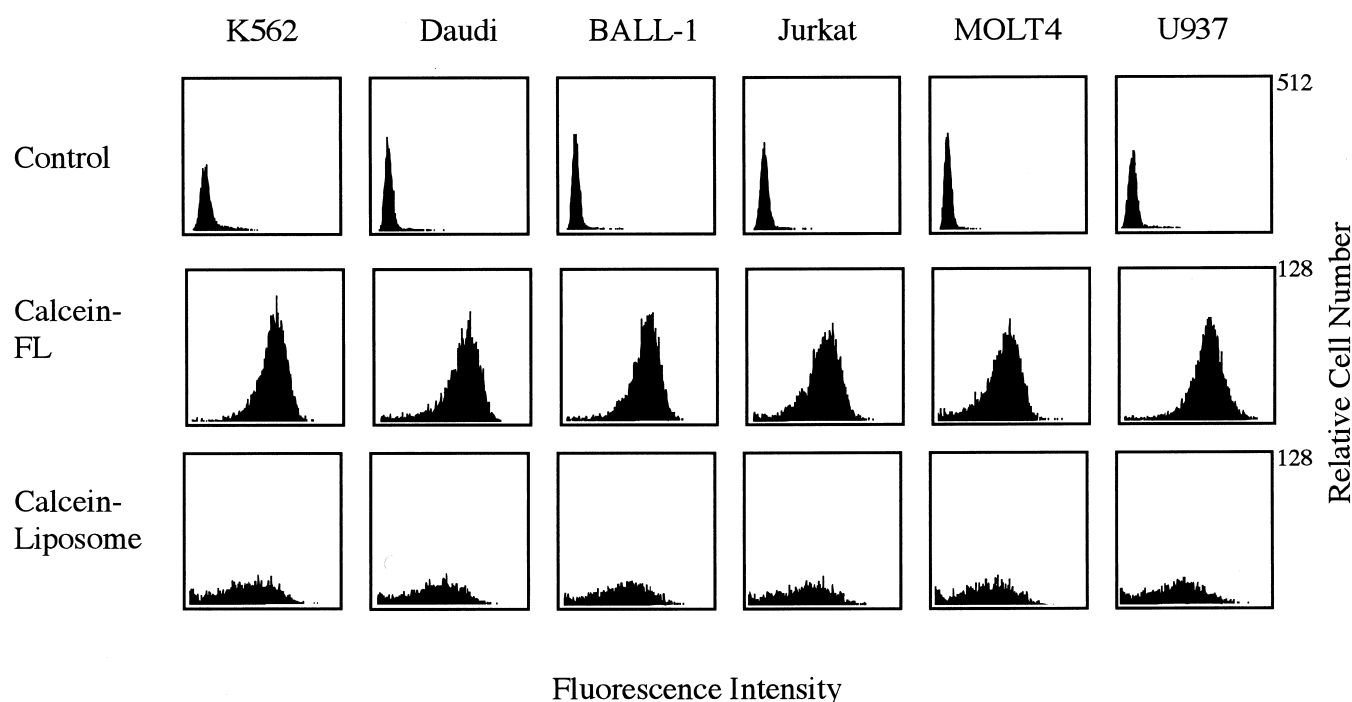 K562 Daudi BALL-1 Jurkat MOLT4 U937
512
Control
128
Calcein-
FL
128
Calcein-
Liposome
Relative Cell Number
Fluorescence Intensity